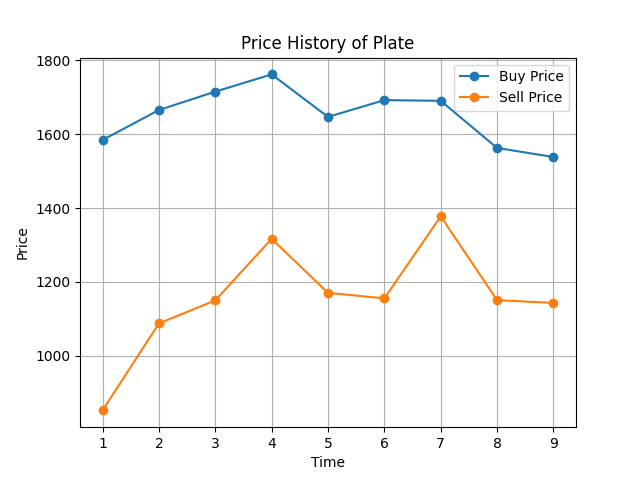 Price History of Plate
Buy Price
Sell Price
1800
1600
1400
1200
1000
Price
1 2 3 4 5 6 7 8 9
Time